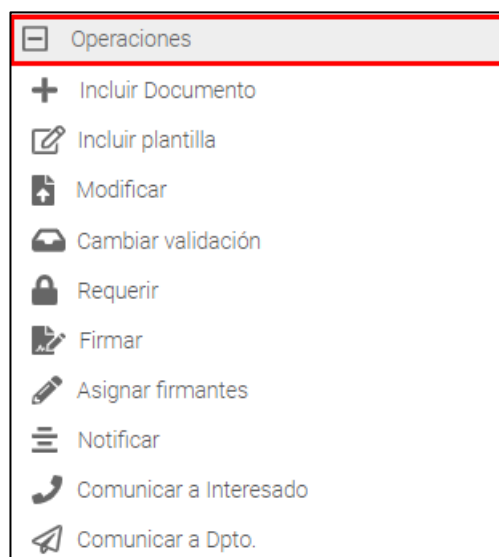 Operaciones
Incluir Documento
Incluir plantilla
Modificar
Cambiar validación
Requerir
Firmar
Asignar firmantes
Notificar
Comunicar a Interesado
Comunicar a Dpto.